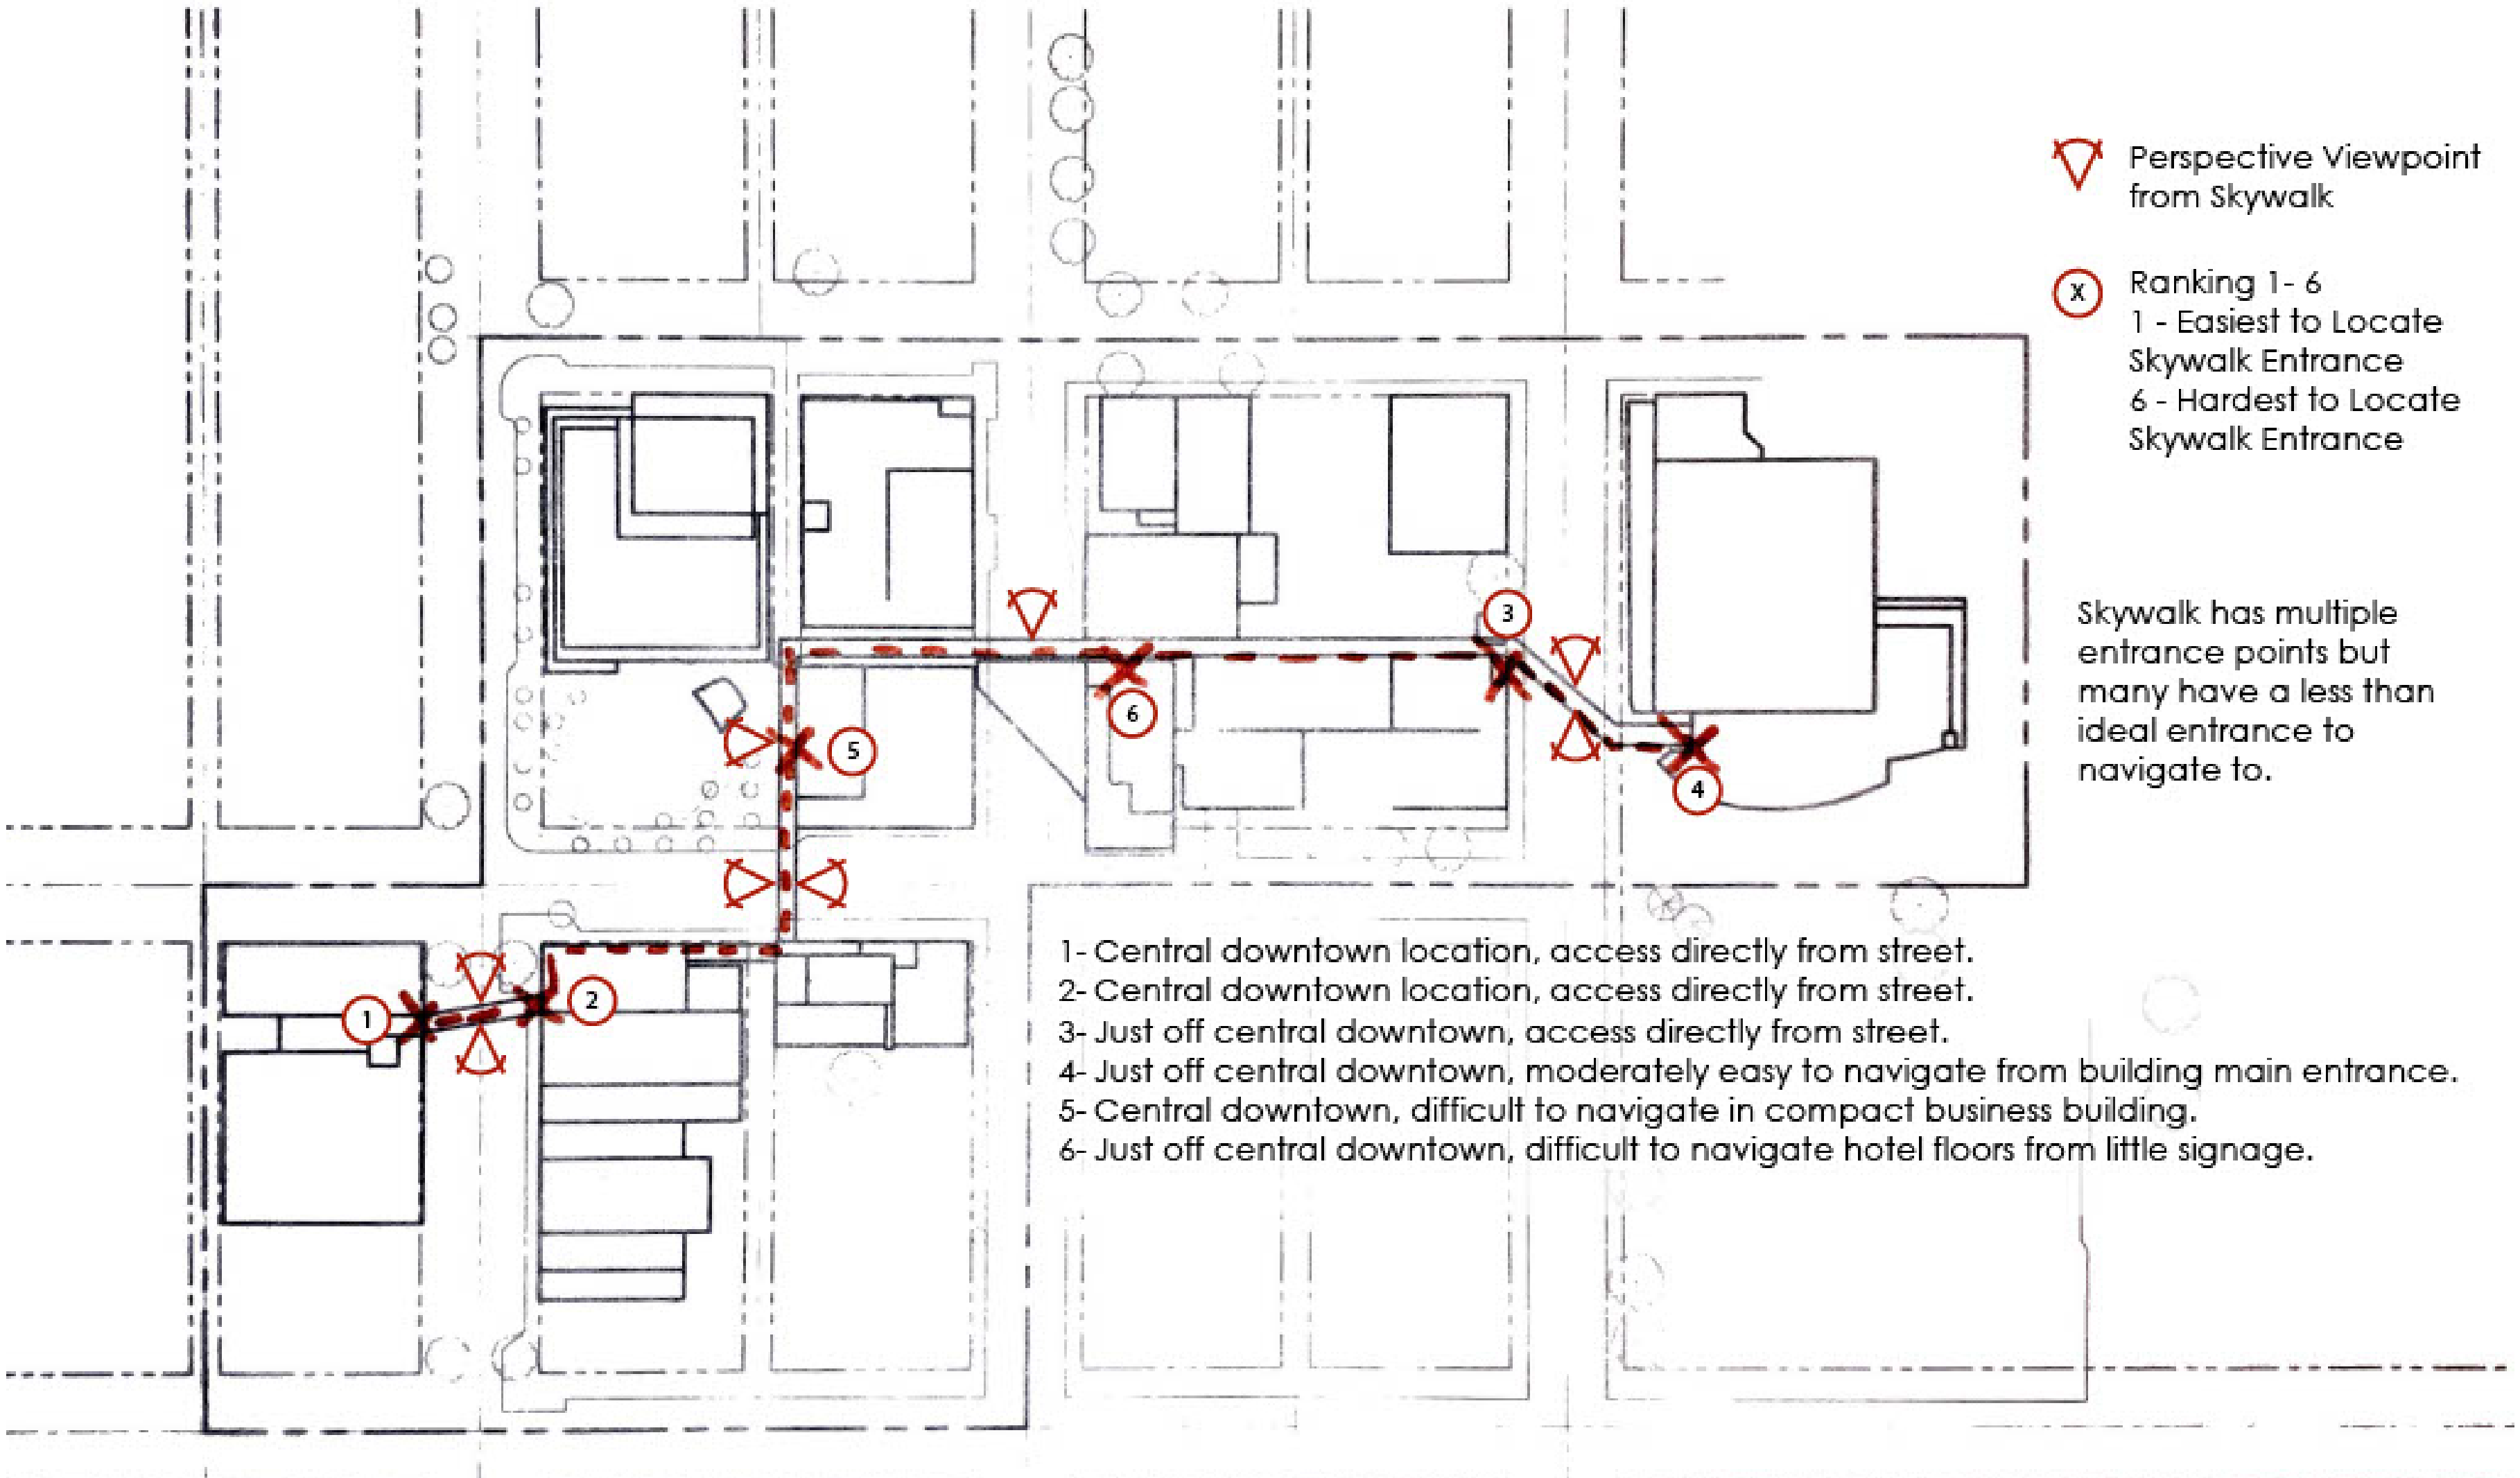 Perspective Viewpoint
from Skywalk
X
Ranking 1- 6
1 - Easiest to Locate
Skywalk Entrance
6 - Hardest to Locate
Skywalk Entrance
3
Skywalk has multiple
entrance points but
many have a less than
ideal entrance to
navigate to.
6
5
4
1
2
1- Central downtown location, access directly from street.
2- Central downtown location, access directly from street.
3- Just off central downtown, access directly from street.
4- Just off central downtown, moderately easy to navigate from building main entrance.
5- Central downtown, difficult to navigate in compact business building.
6- Just off central downtown, difficult to navigate hotel floors from little signage.